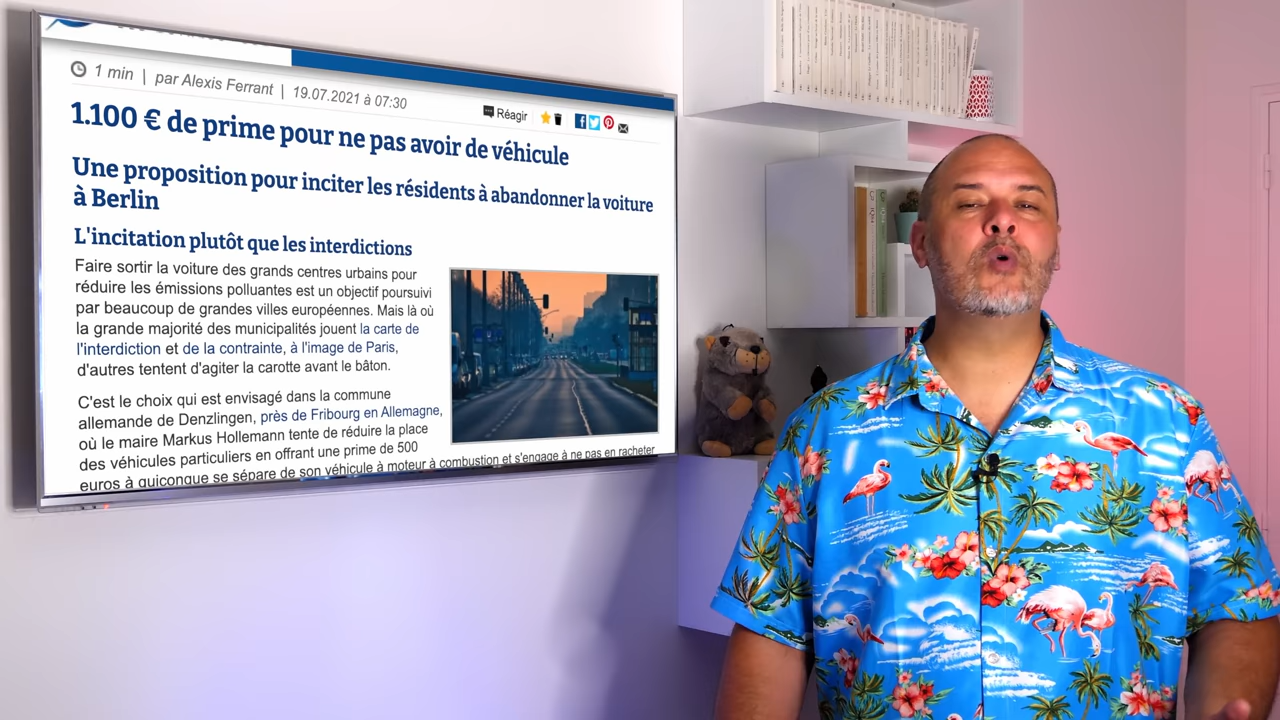 1 min | par Alexis Ferrant | 19.07.2021 à 07:30
Réagir
1.100 € de prime pour ne pas avoir de véhicule
Une proposition pour inciter les résidents à abandonner la voiture
à Berlin
L'incitation plutôt que les interdictions
Faire sortir la voiture des grands centres urbains pour
réduire les émissions polluantes est un objectif poursuivi
par beaucoup de grandes villes européennes. Mais là où
la grande majorité des municipalités jouent la carte de
l'interdiction et de la contrainte, à l'image de Paris,
d'autres tentent d'agiter la carotte avant le bâton.
C'est le choix qui est envisagé dans la commune
allemande de Denzlingen, près de Fribourg en Allemagne,
où le maire Markus Hollemann tente de réduire la place
des véhicules particuliers en offrant une prime de 500
euros à quiconque se sépare de son véhicule à moteur à combustion et s'engage à ne pas en racheter